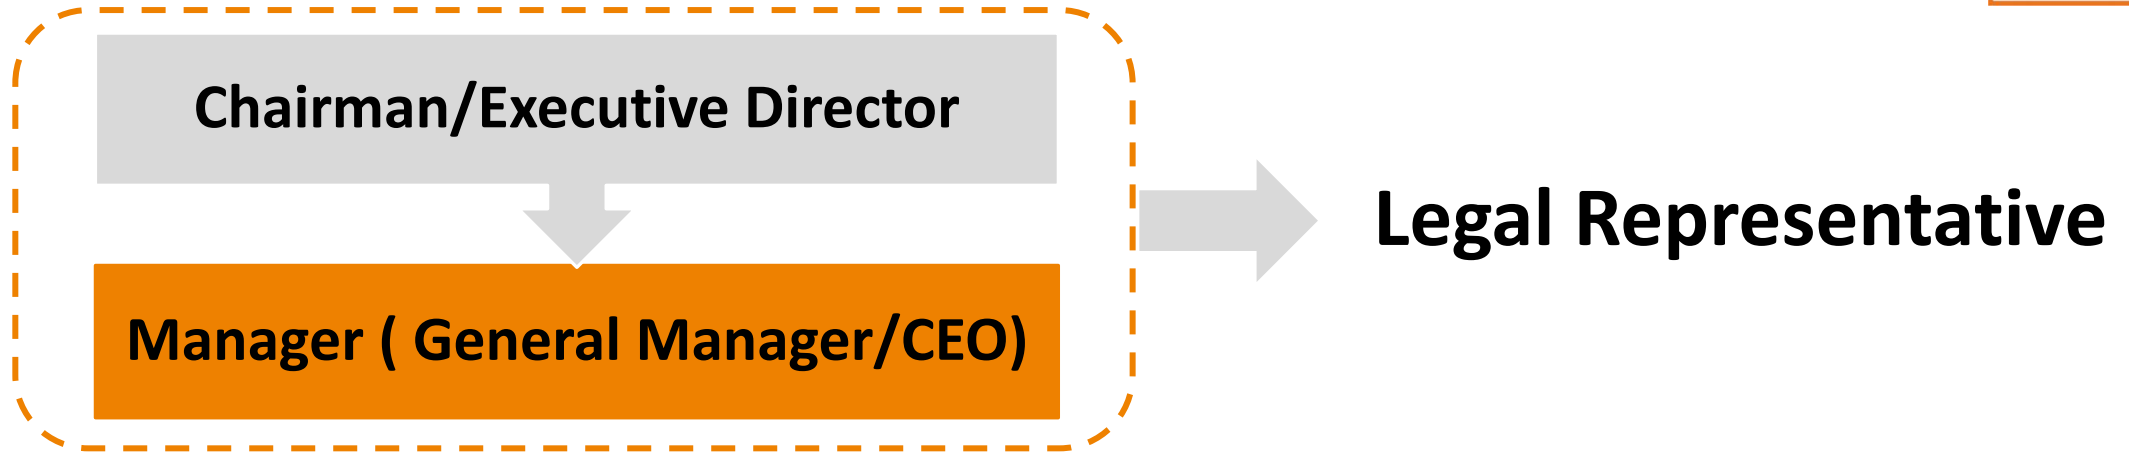 Chairman/Executive Director
Manager ( General Manager/CEO)
Legal Representative